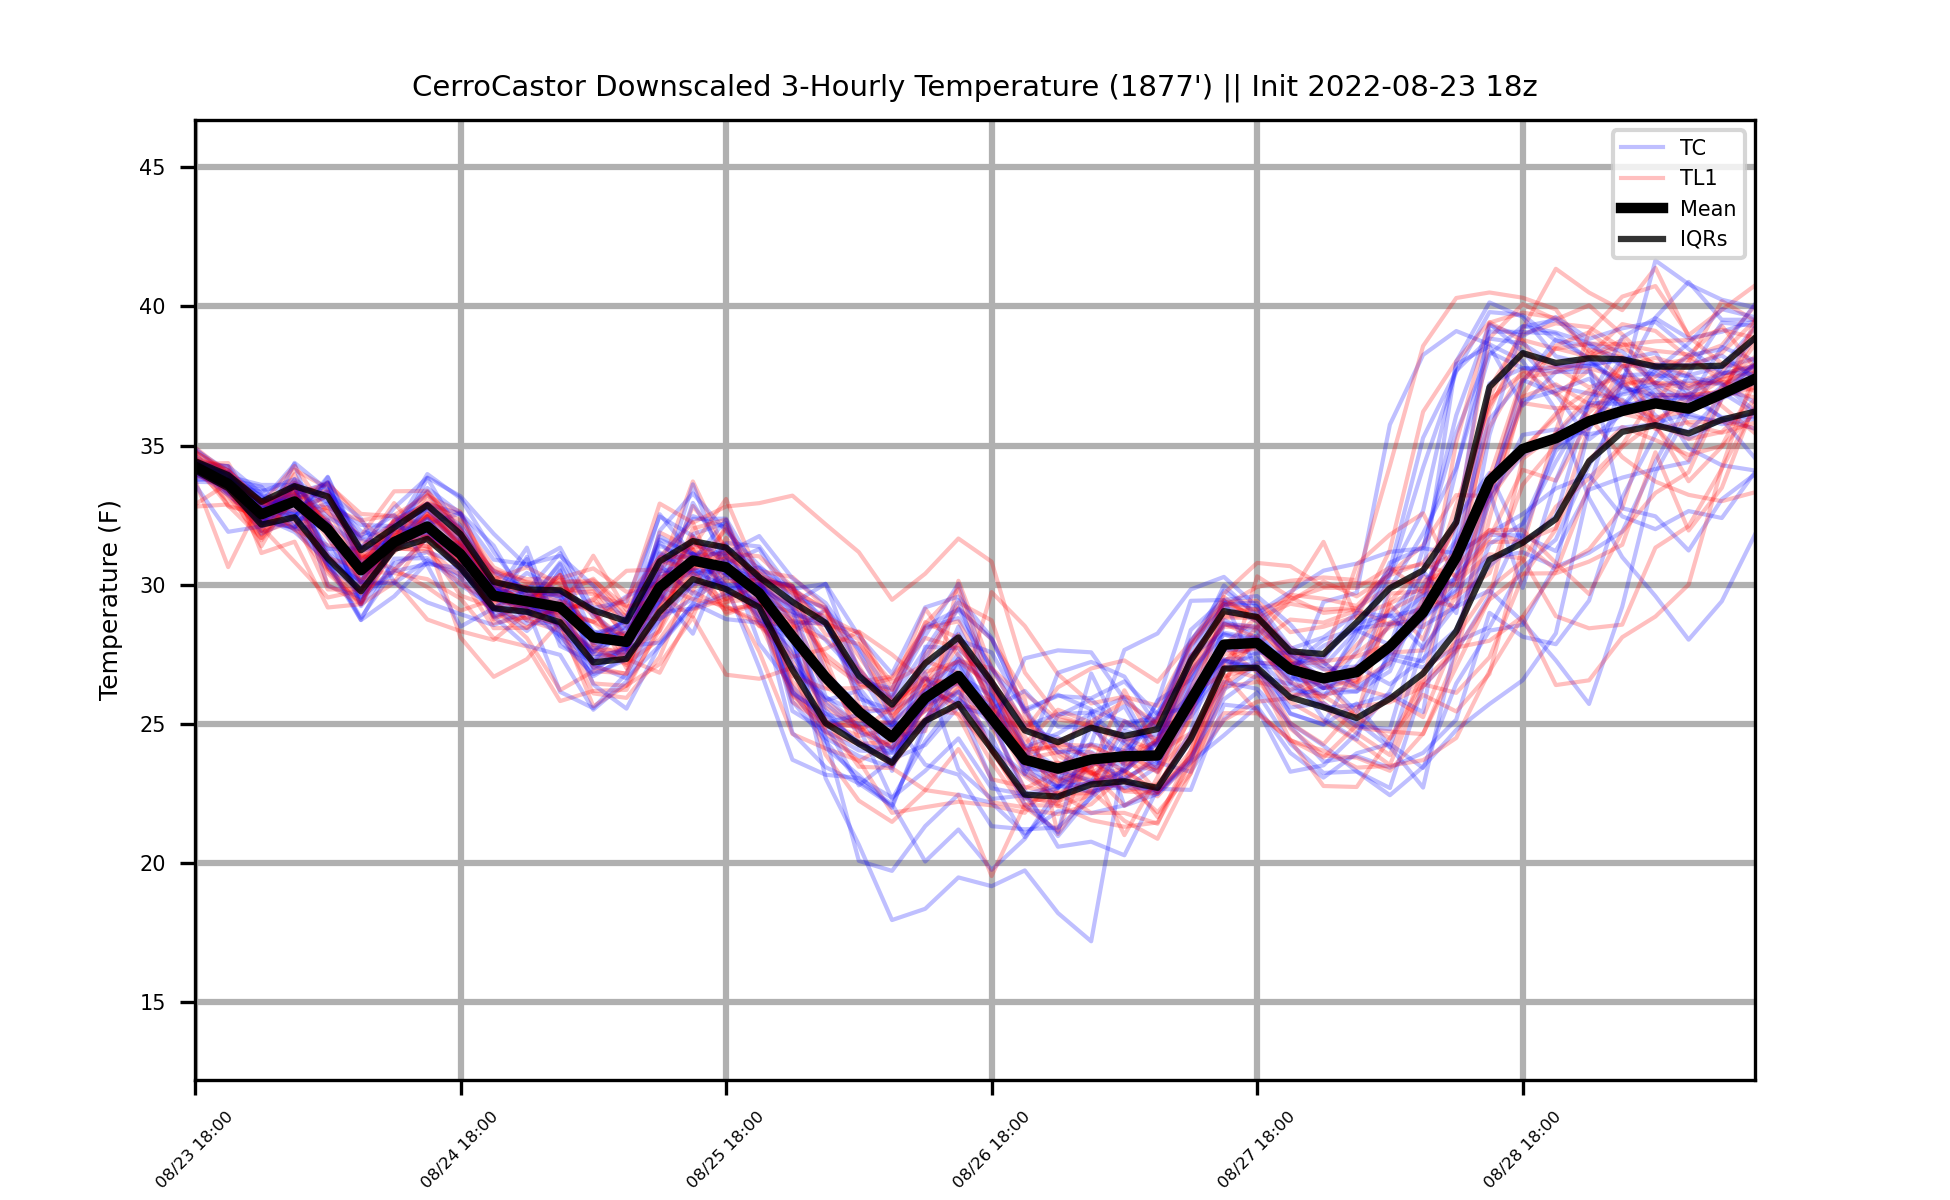 CerroCastor Downscaled 3-Hourly Temperature (1877') || Init 2022-08-23 18z
TC
TL1
Mean
IQRs
Temperature (F)
45
40
35
30
25
20
15
08/23 18:00
08/24 18:00
08/25 18:00
08/26 18:00
08/27 18:00
08/28 18:00